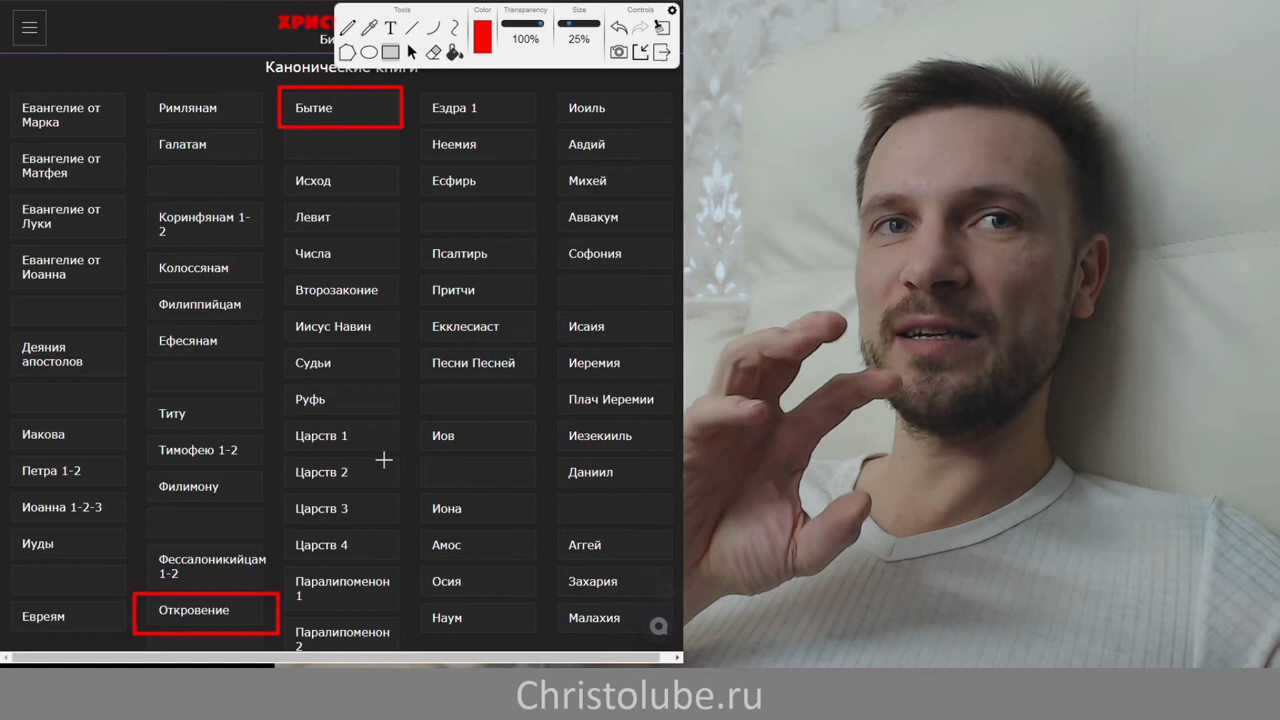 ХРИС
Би
Tools
Color
Transparency
Size
Controls
100%
25%
Канонические книги
Евангелие от
Марка
Евангелие от
Матфея
Евангелие от
Луки
Евангелие от
Иоанна
Деяния
апостолов
Иакова
Петра 1-2
Иоанна 1-2-3
Иуды
Евреям
Римлянам
Галатам
Коринфянам 1-
2
Колоссянам
Филиппийцам
Ефесянам
Титу
Тимофею 1-2
Филимону
Фессалоникийцам
1-2
Откровение
Бытие
Исход
Левит
Числа
Второзаконие
Иисус Навин
Судьи
Руфь
Царств 1
Царств 2
Царств 3
Царств 4
Паралипоменон
1
Паралипоменон
2
Ездра 1
Неемия
Есфирь
Псалтирь
Притчи
Екклесиаст
Песни Песней
Иов
Иона
Амос
Осия
Наум
Иоиль
Авдий
Михей
Аввакум
Софония
Исаия
Иеремия
Плач Иеремии
Иезекииль
Даниил
Аггей
Захария
Малахия
Christolube.ru